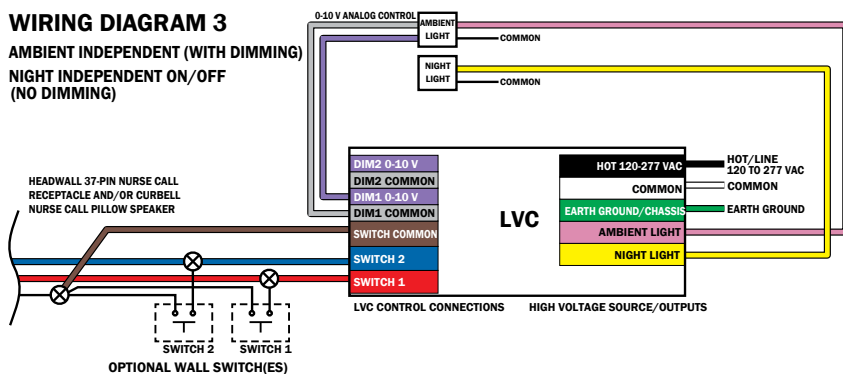 WIRING DIAGRAM 3
AMBIENT INDEPENDENT (WITH DIMMING)
NIGHT INDEPENDENT ON/OFF
(NO DIMMING)
0-10 V ANALOG CONTROL
AMBIENT
LIGHT
COMMON
NIGHT
LIGHT
COMMON
HEADWALL 37-PIN NURSE CALL
RECEPTACLE AND/OR CURBELL
NURSE CALL PILLOW SPEAKER
DIM2 0-10 V
DIM2 COMMON
DIM1 0-10 V
DIM1 COMMON
SWITCH COMMON
SWITCH 2
SWITCH 1
LVC
HOT 120-277 VAC
COMMON
EARTH GROUND/CHASSIS
AMBIENT LIGHT
NIGHT LIGHT
HOT/LINE
120 TO 277 VAC
COMMON
EARTH GROUND
LVC CONTROL CONNECTIONS
HIGH VOLTAGE SOURCE/OUTPUTS
SWITCH 2
SWITCH 1
OPTIONAL WALL SWITCH(ES)